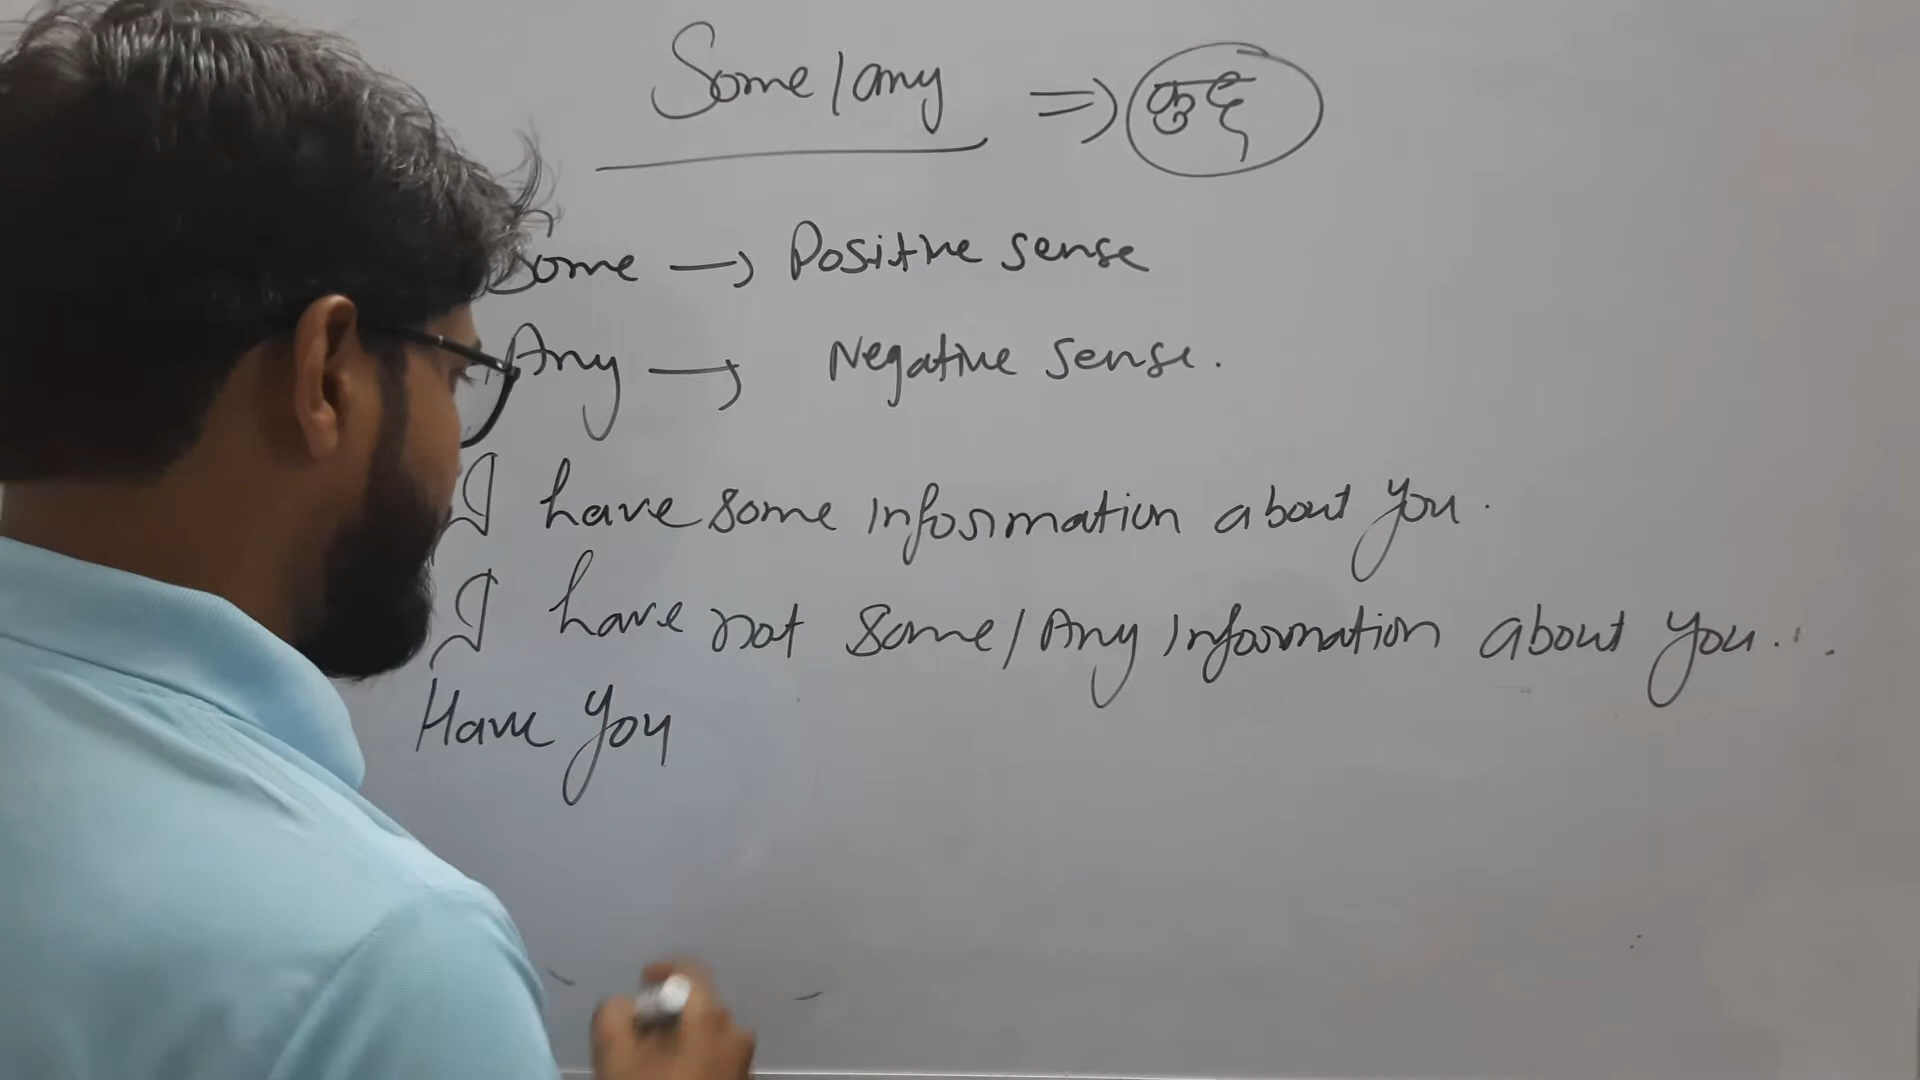 Some/any => कुछ
Some → Positive sense
Any → Negative sense.
I have some information about you.
I have not some/Any information about you...
Have you